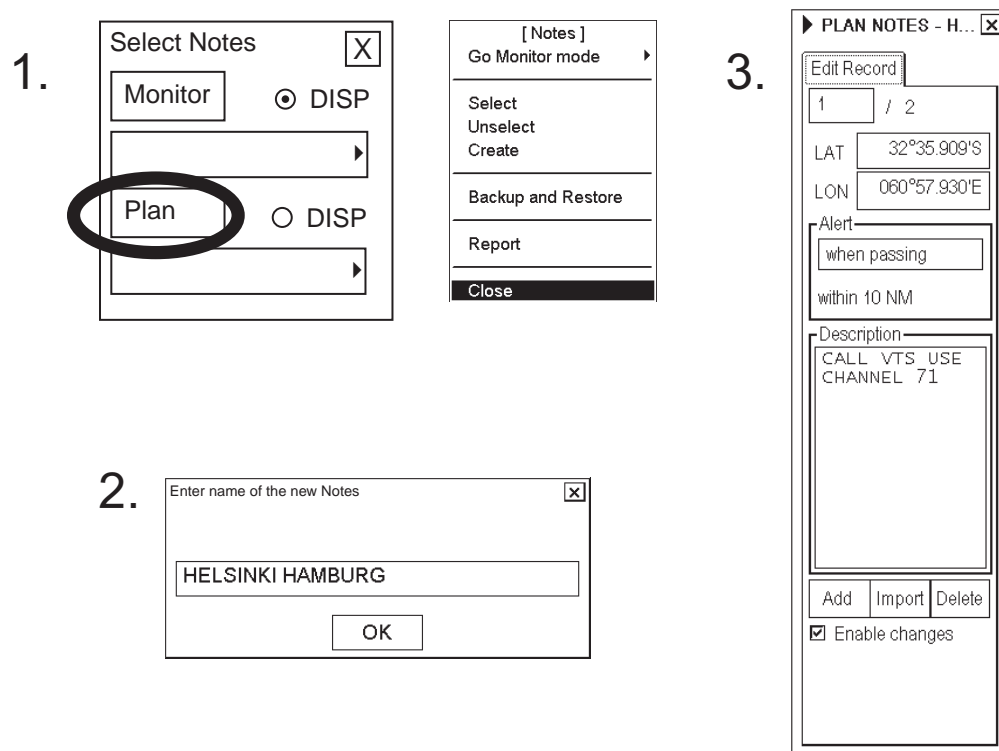 1.
Select Notes X
Monitor DISP
Plan DISP
[ Notes ]
Go Monitor mode
Select
Unselect
Create
Backup and Restore
Report
Close
2.
Enter name of the new Notes
HELSINKI HAMBURG
OK
3.
PLAN NOTES - H...
Edit Record
1 / 2
LAT 32°35.909'S
LON 060°57.930'E
Alert
when passing
within 10 NM
Description
CALL VTS USE
CHANNEL 71
Add Import Delete
Enable changes